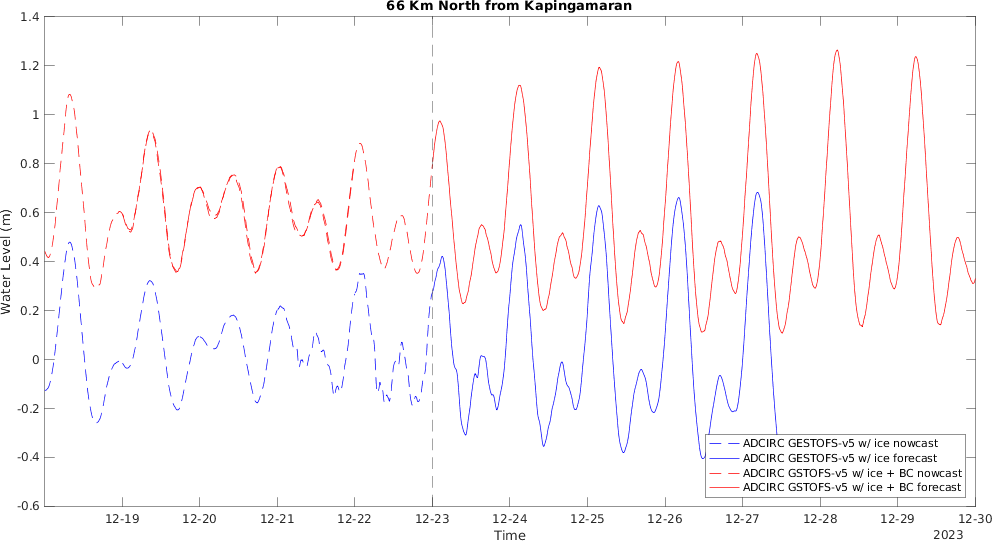 66 Km North from Kapingamaran
Water Level (m)
1.4
1.2
1
0.8
0.6
0.4
0.2
0
-0.2
-0.4
-0.6
ADCIRC GESTOFS-v5 w/ ice nowcast
ADCIRC GESTOFS-v5 w/ ice forecast
ADCIRC GSTOFS-v5 w/ ice + BC nowcast
ADCIRC GSTOFS-v5 w/ ice + BC forecast
12-19 12-20 12-21 12-22 12-23 12-24 12-25 12-26 12-27 12-28 12-29 12-30
Time
2023